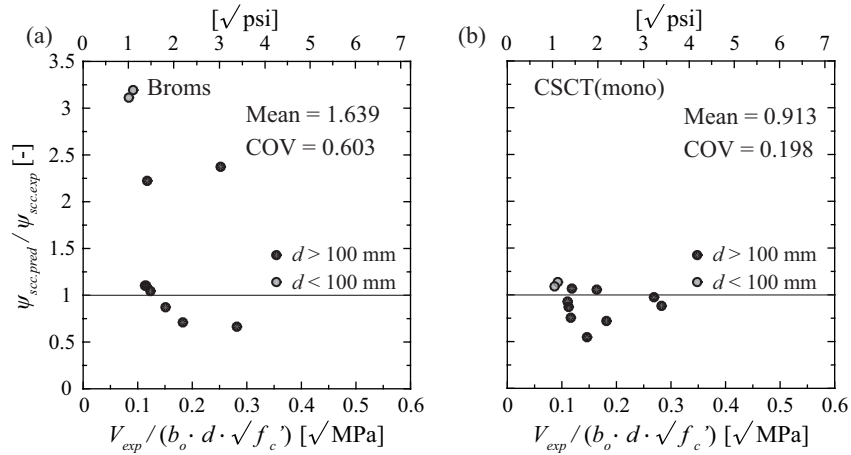 [√psi] [√psi]
(a) 0 1 2 3 4 5 6 7 (b) 0 1 2 3 4 5 6 7
3.5
3
2.5
2
1.5
1
0.5
0
ψscc.pred / ψscc.exp [-]
Broms
Mean = 1.639
COV = 0.603
d > 100 mm
d < 100 mm
CSCT(mono)
Mean = 0.913
COV = 0.198
d > 100 mm
d < 100 mm
0 0.1 0.2 0.3 0.4 0.5 0.6 0 0.1 0.2 0.3 0.4 0.5 0.6
Vexp / (bo · d · √fc') [√MPa] Vexp / (bo · d · √fc') [√MPa]